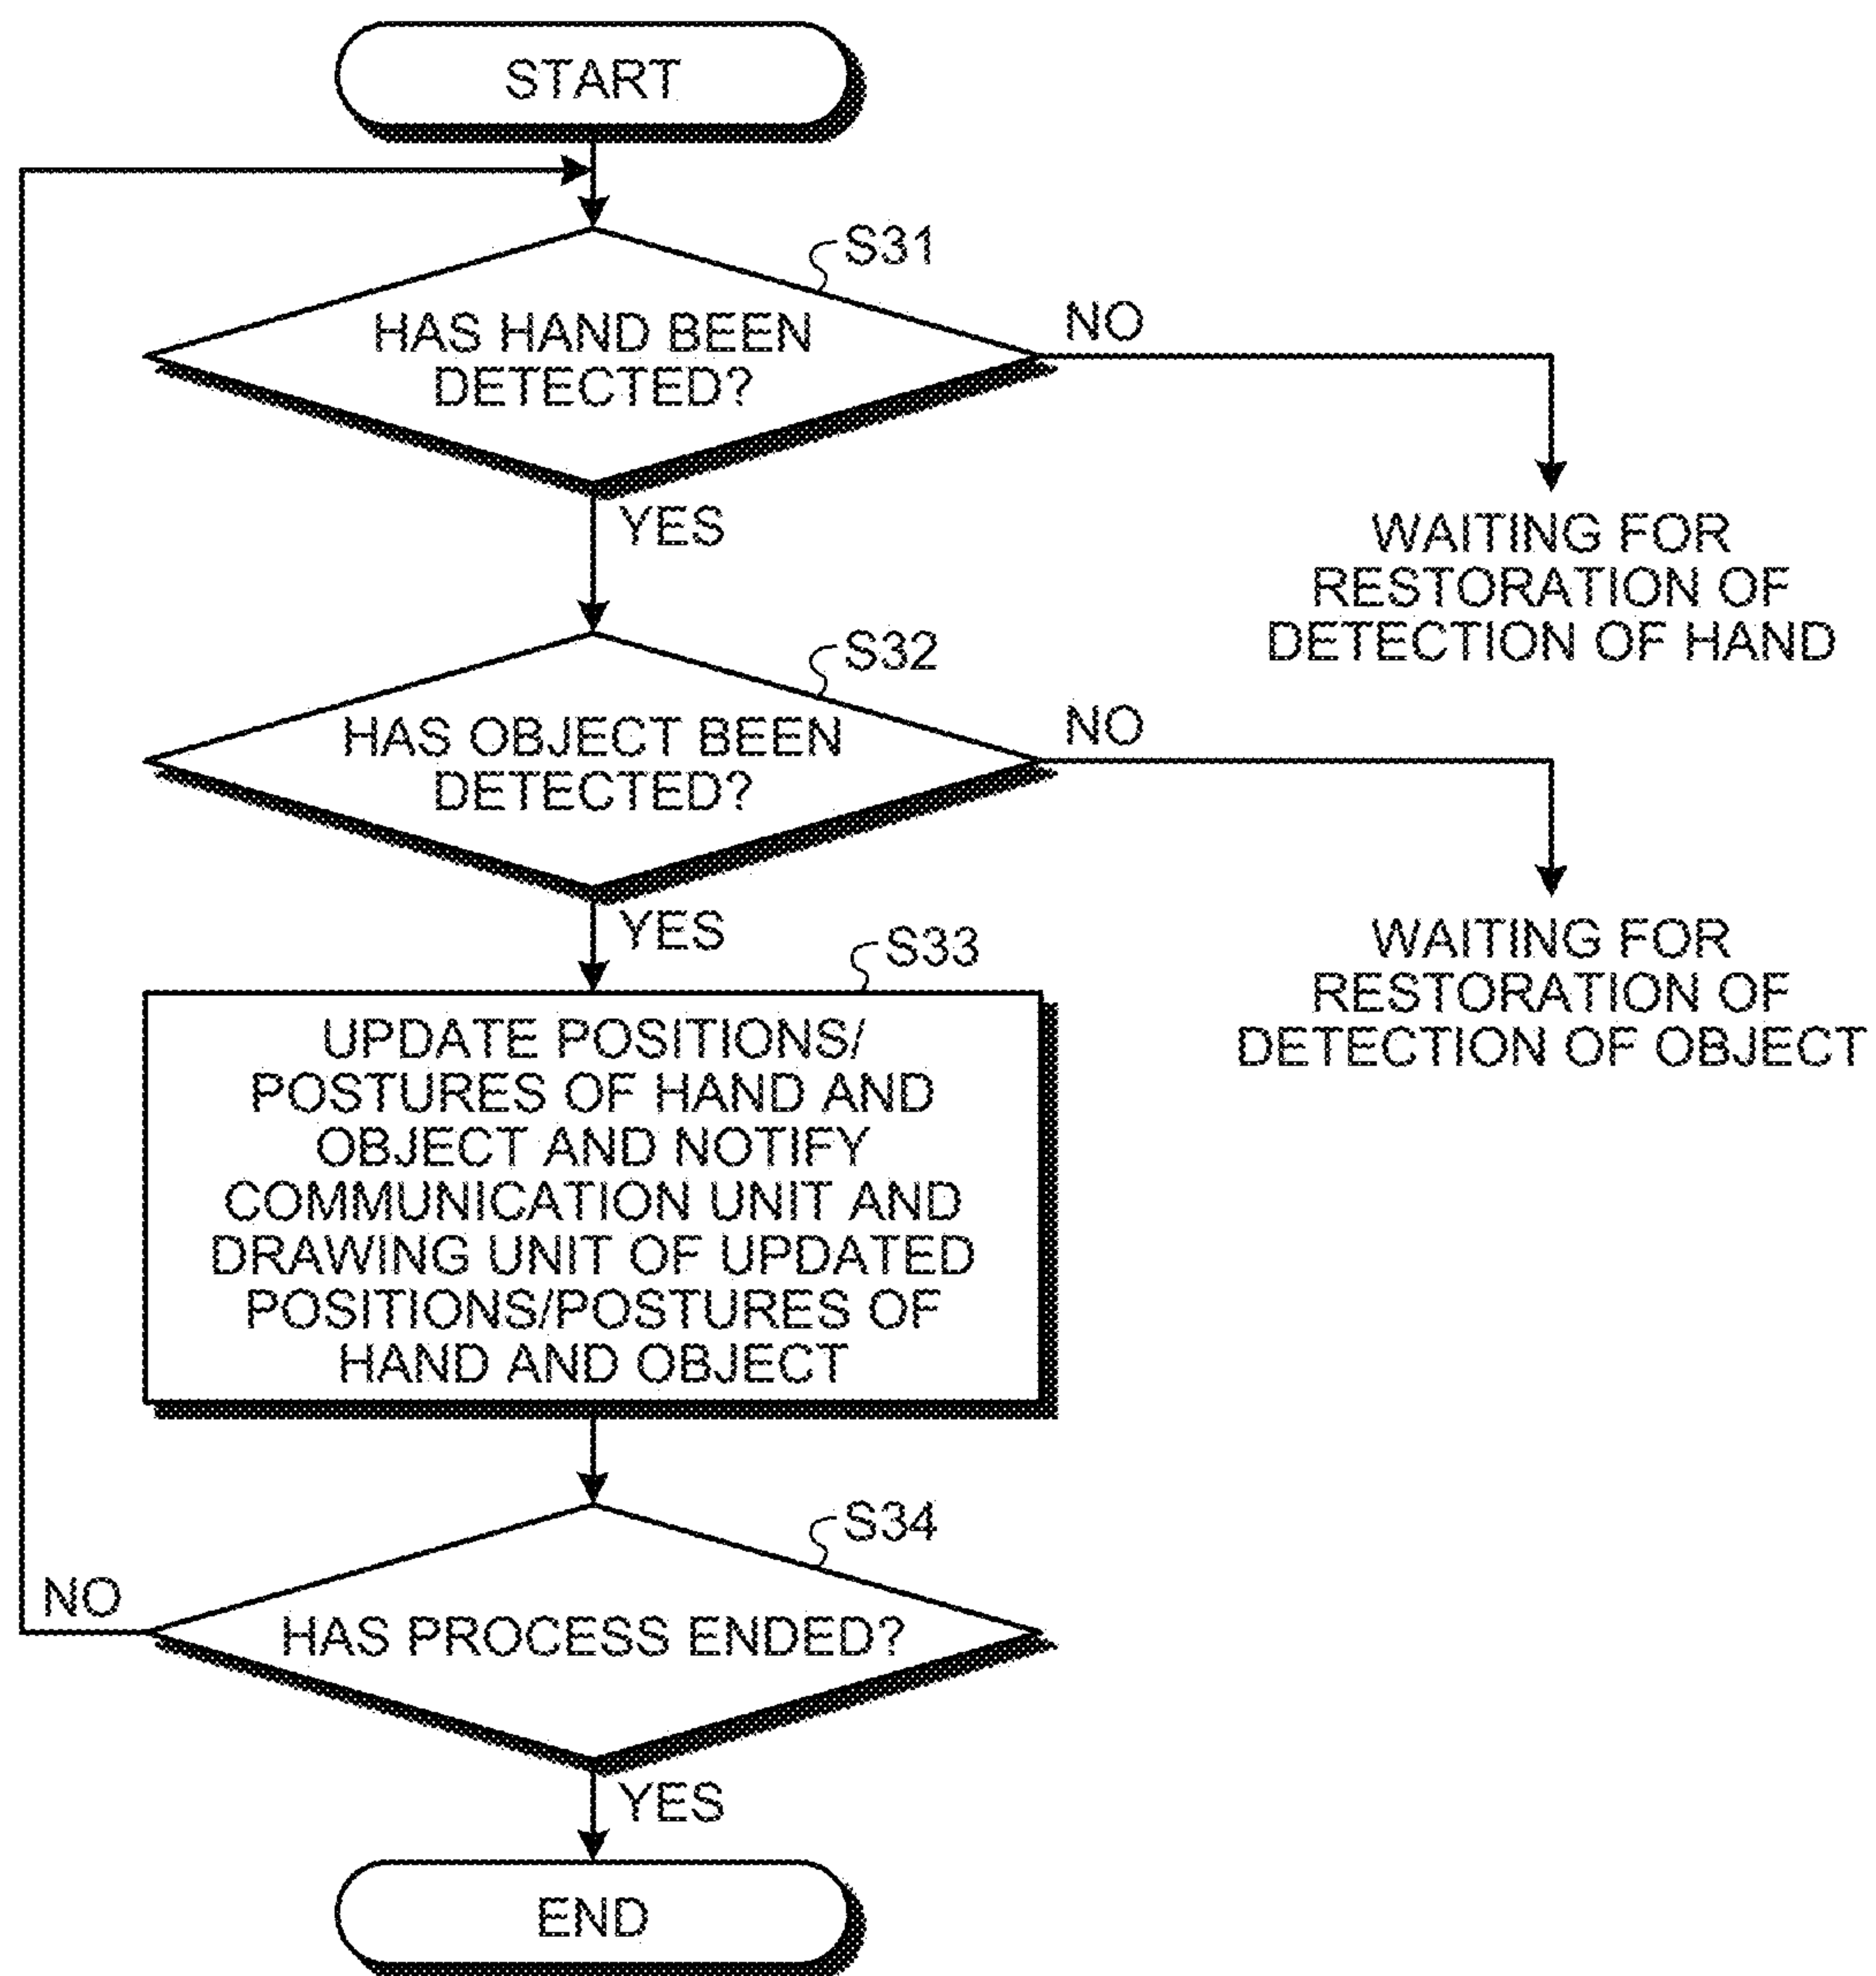 START
S31
HAS HAND BEEN
DETECTED?
NO
YES
WAITING FOR
RESTORATION OF
DETECTION OF HAND
S32
HAS OBJECT BEEN
DETECTED?
NO
YES
WAITING FOR
RESTORATION OF
DETECTION OF OBJECT
S33
UPDATE POSITIONS/
POSTURES OF HAND AND
OBJECT AND NOTIFY
COMMUNICATION UNIT AND
DRAWING UNIT OF UPDATED
POSITIONS/POSTURES OF
HAND AND OBJECT
S34
NO
HAS PROCESS ENDED?
YES
END